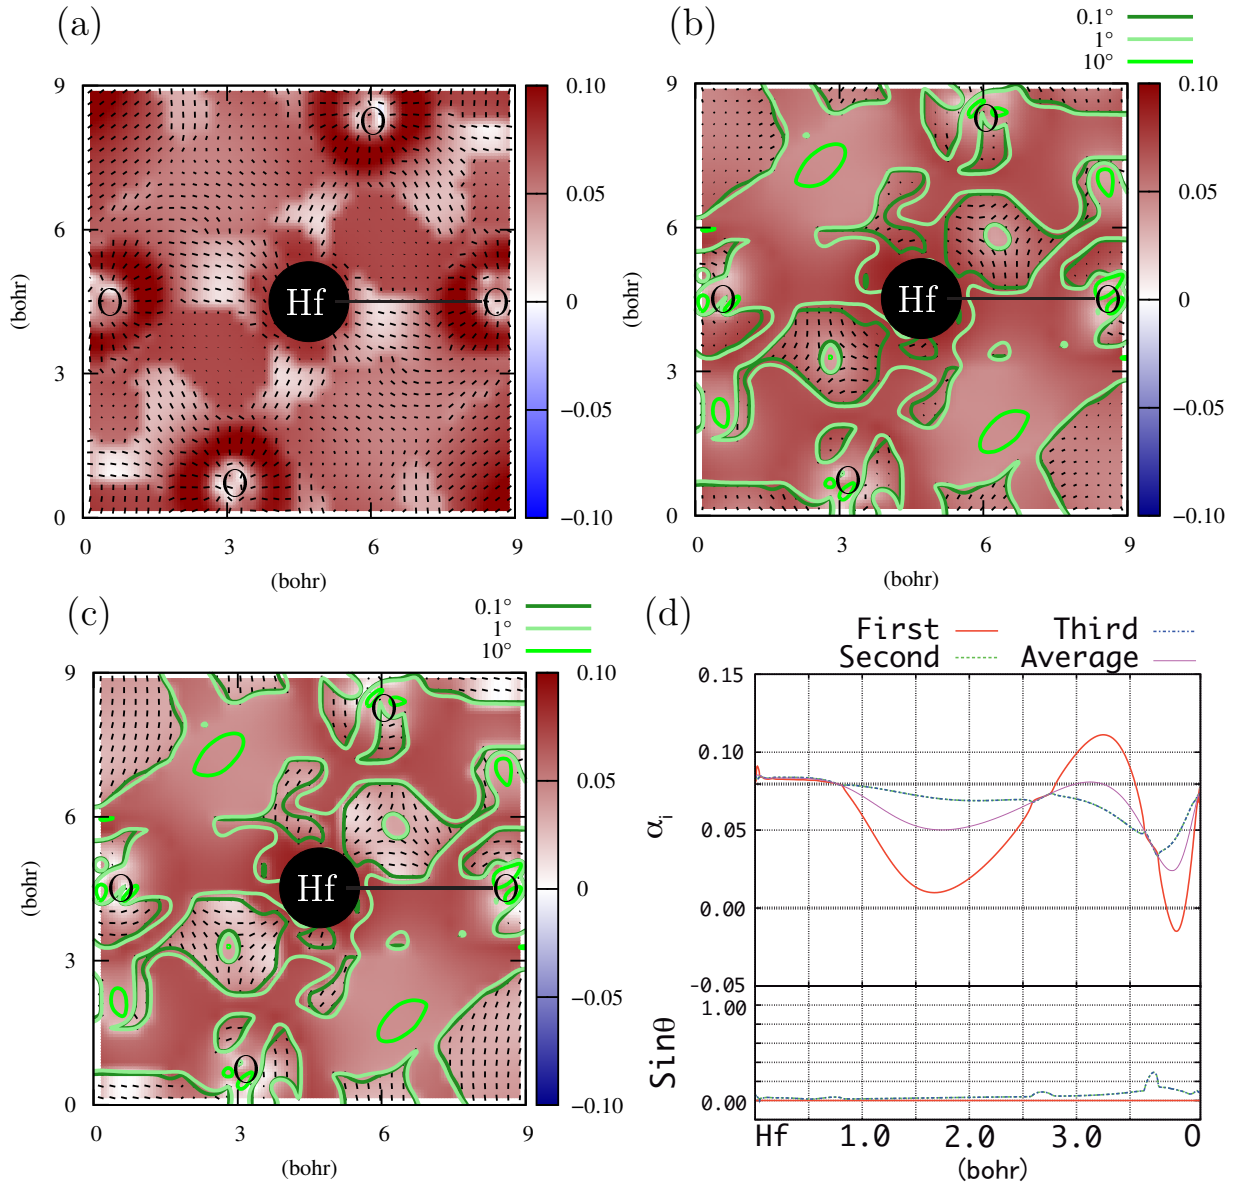 (a)
9
6
3
0
0 3 6 9
(bohr)
(bohr)
O
O
Hf
O
O
0.10
0.05
0
−0.05
−0.10
(b)
0.1°
1°
10°
9
6
3
0
0 3 6 9
(bohr)
(bohr)
O
O
Hf
O
O
0.10
0.05
0
−0.05
−0.10
(c)
0.1°
1°
10°
9
6
3
0
0 3 6 9
(bohr)
(bohr)
O
O
Hf
O
O
0.10
0.05
0
−0.05
−0.10
(d)
First Third
Second Average
0.15
0.10
0.05
0.00
-0.05
αi
1.00
0.00
Sinθ
Hf 1.0 2.0 3.0 O
(bohr)